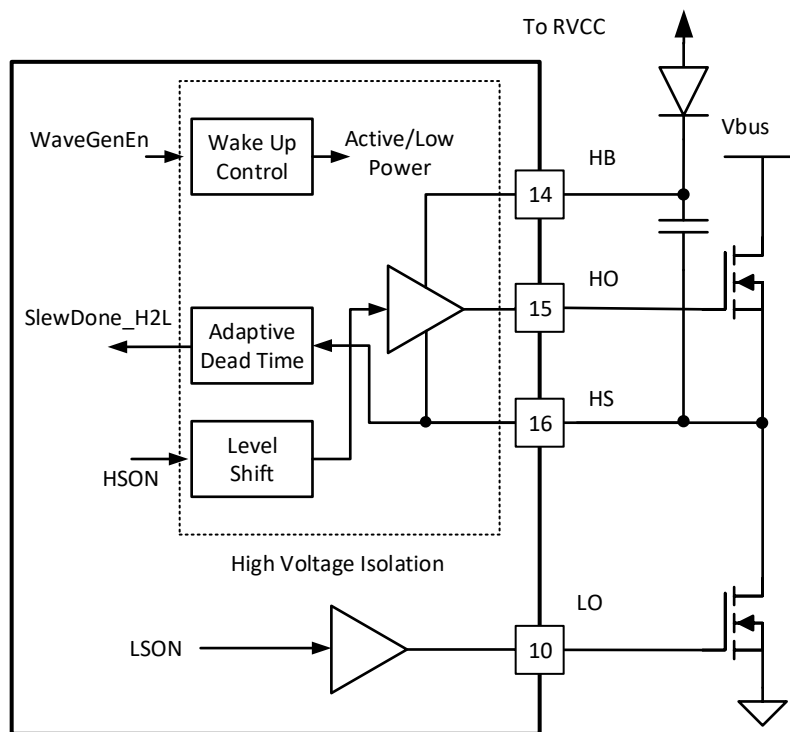 To RVCC
Vbus
WaveGenEn
Wake Up
Control
Active/Low
Power
HB
14
HO
15
SlewDone_H2L
Adaptive
Dead Time
HS
16
HSON
Level
Shift
High Voltage Isolation
LO
LSON
10